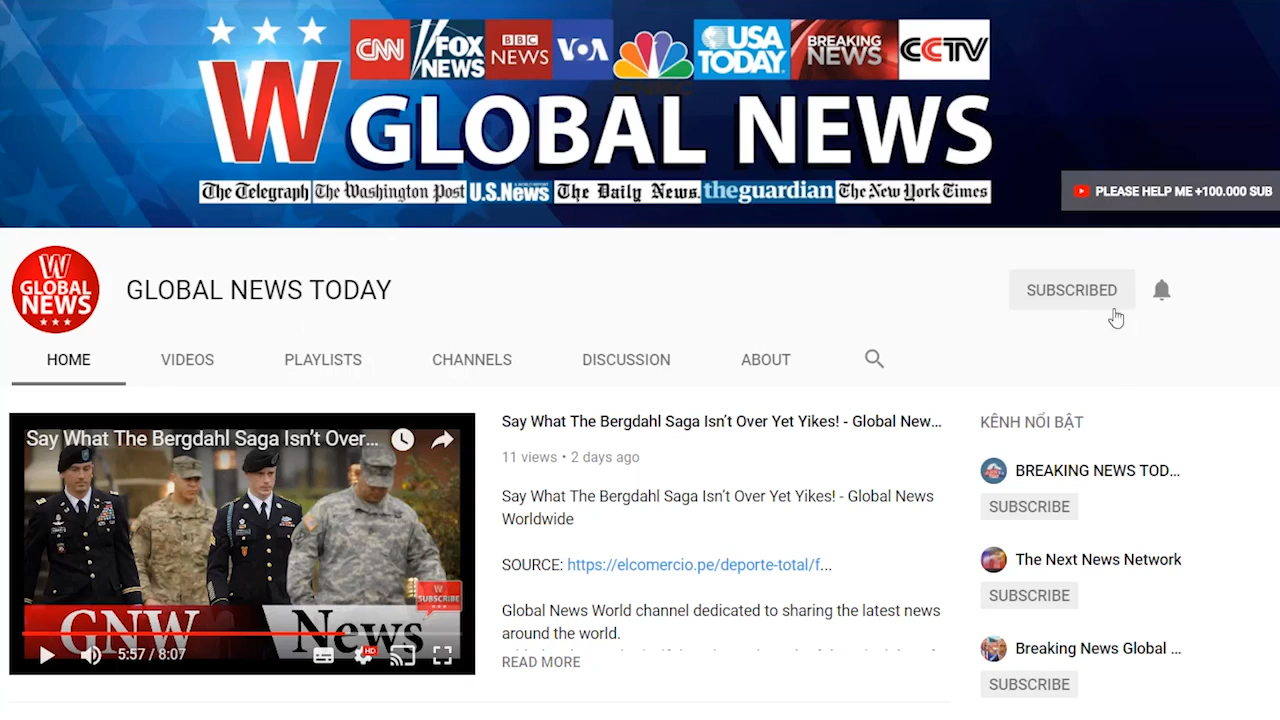 CNN
FOX NEWS
BBC NEWS
VOA
USA TODAY
BREAKING NEWS
CCTV
W GLOBAL NEWS
The Telegraph
The Washington Post
U.S.News
The Daily News.
theguardian
The New York Times
PLEASE HELP ME +100.000 SUB
W
GLOBAL
NEWS
GLOBAL NEWS TODAY
SUBSCRIBED
HOME
VIDEOS
PLAYLISTS
CHANNELS
DISCUSSION
ABOUT
Say What The Bergdahl Saga Isn't Over...
W
SUBSCRIBE
GNW News
5:57 / 8:07
HD
Say What The Bergdahl Saga Isn't Over Yet Yikes! - Global New...
11 views • 2 days ago
Say What The Bergdahl Saga Isn't Over Yet Yikes! - Global News
Worldwide
SOURCE: https://elcomercio.pe/deporte-total/f...
Global News World channel dedicated to sharing the latest news
around the world.
READ MORE
KÊNH NỔI BẬT
BREAKING NEWS TOD...
SUBSCRIBE
The Next News Network
SUBSCRIBE
Breaking News Global ...
SUBSCRIBE